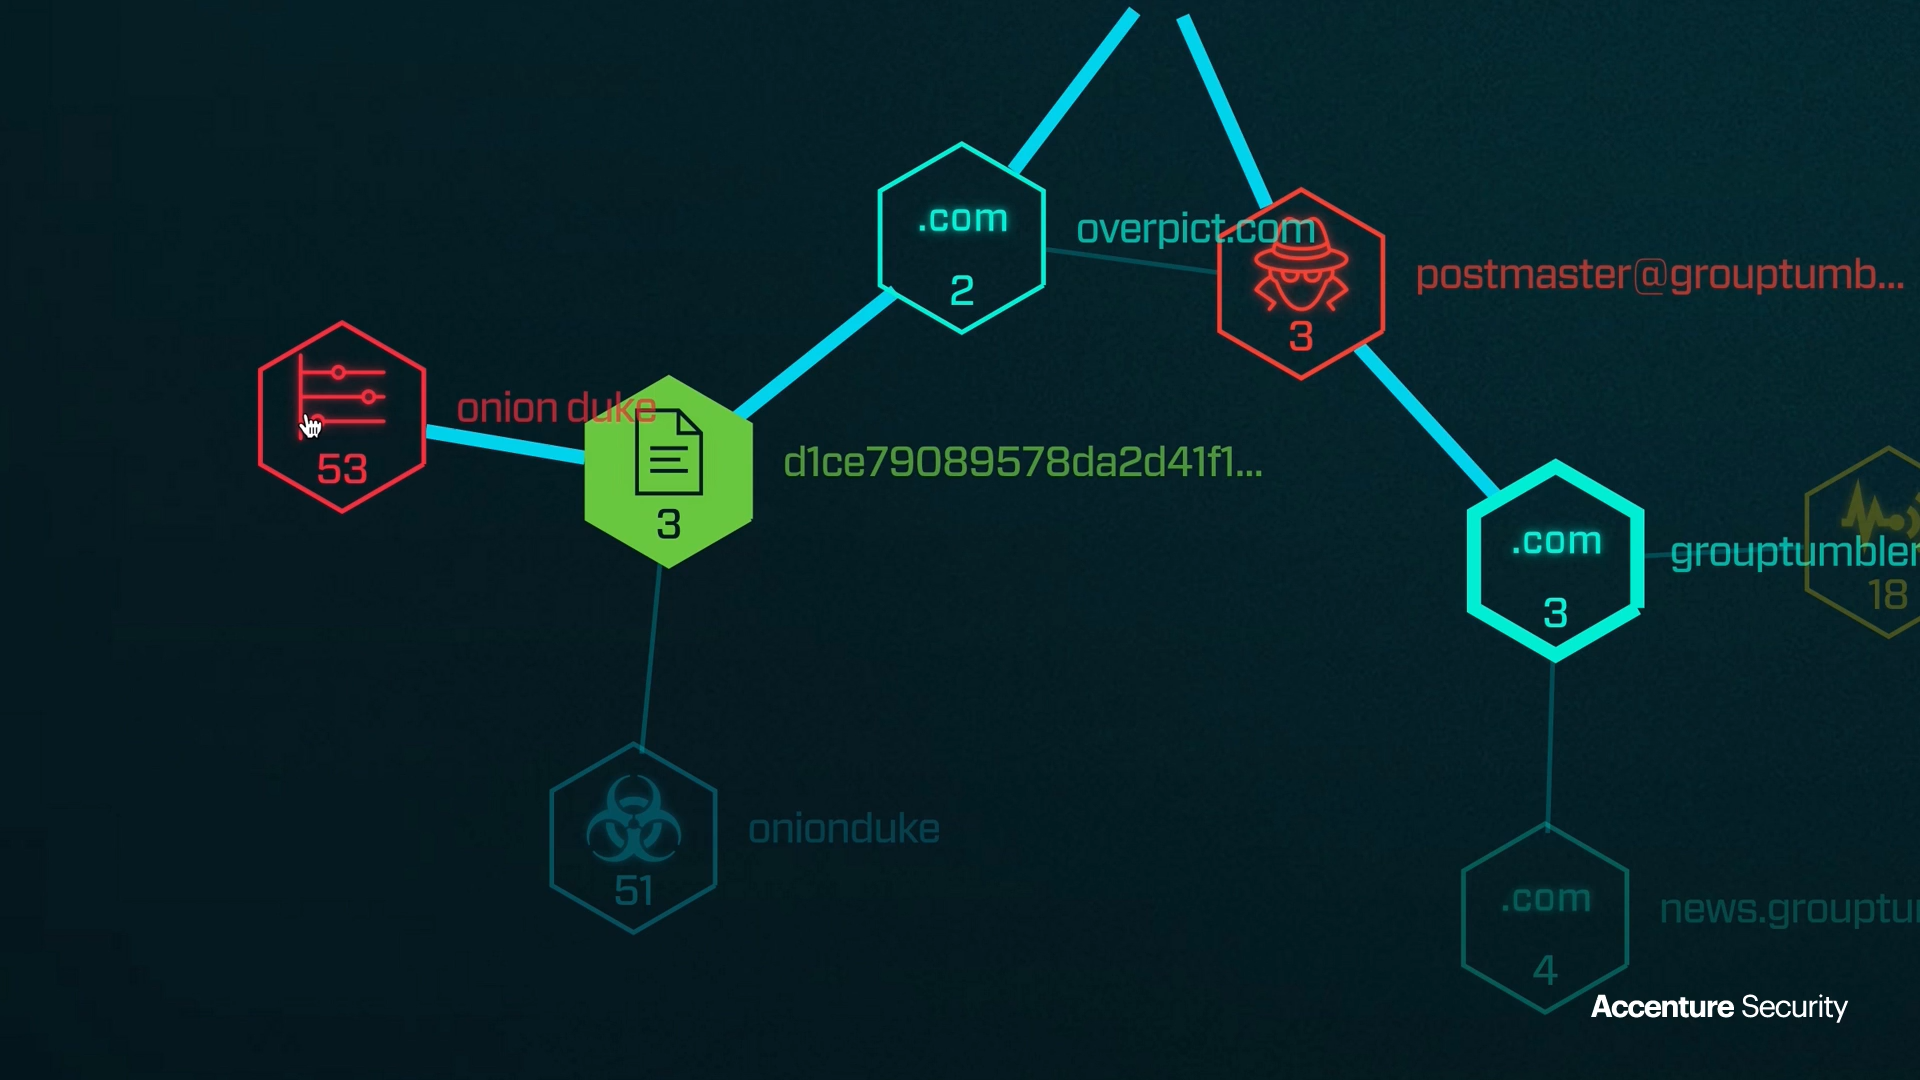 .com
2
overpict.com
3
postmaster@grouptumb...
53
onion duke
3
d1ce79089578da2d41f1...
.com
3
grouptumbler
18
51
onionduke
.com
4
news.grouptu
Accenture Security